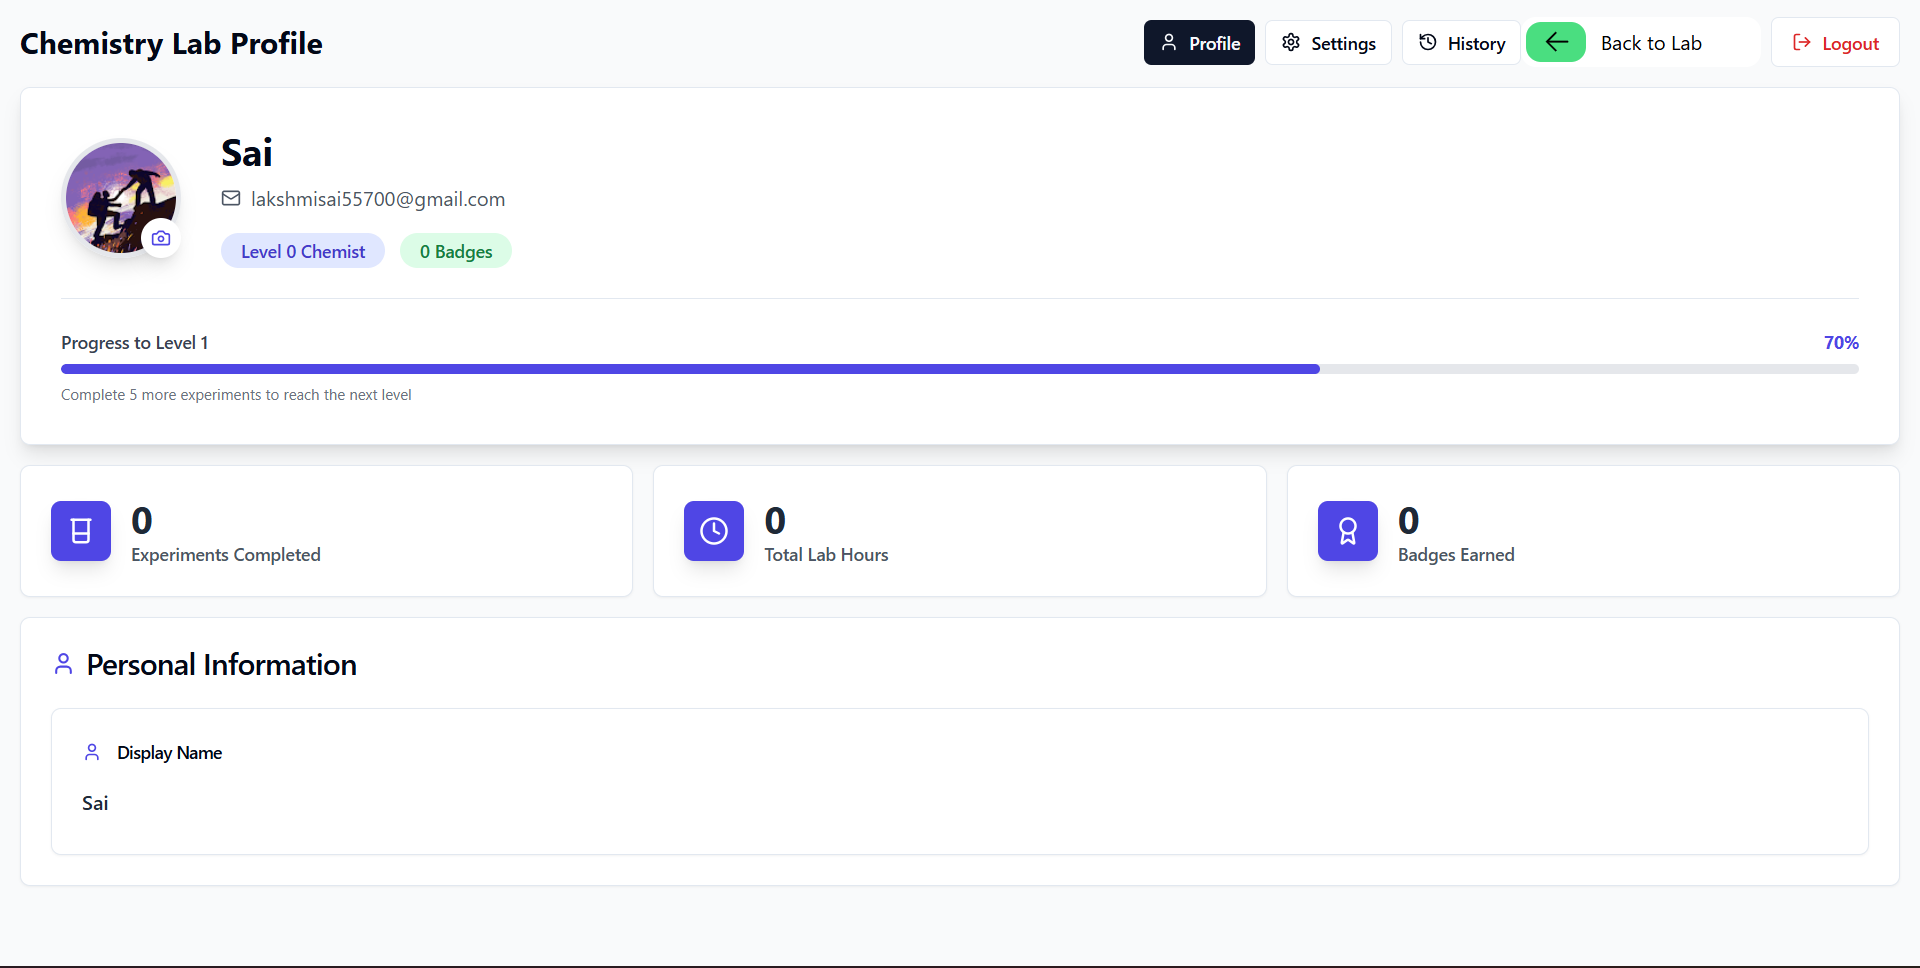 Chemistry Lab Profile
Profile
Settings
History
Back to Lab
Logout
Sai
lakshmisai55700@gmail.com
Level 0 Chemist
0 Badges
Progress to Level 1
70%
Complete 5 more experiments to reach the next level
0
Experiments Completed
0
Total Lab Hours
0
Badges Earned
Personal Information
Display Name
Sai